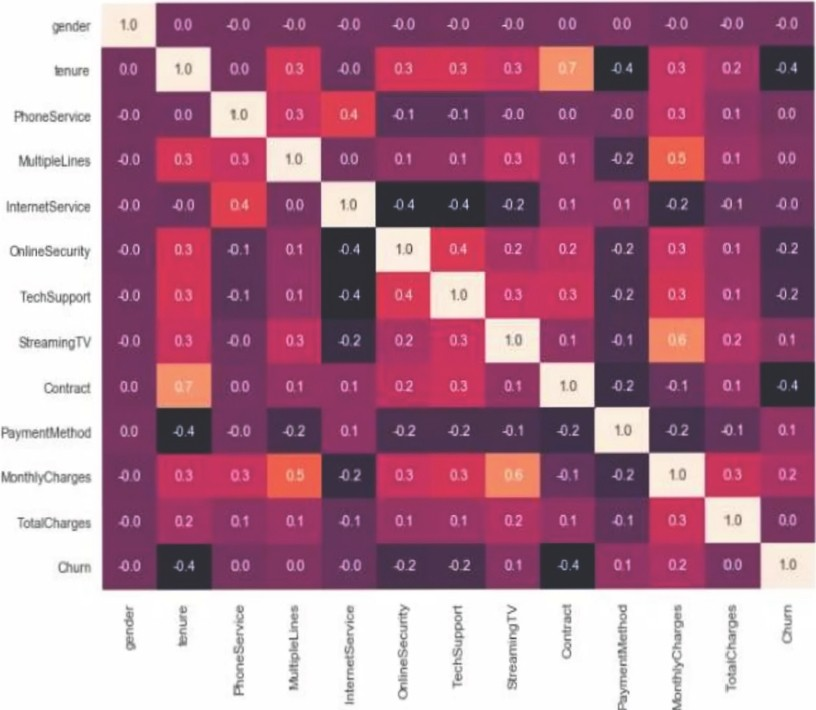 gender 1.0 0.0 -0.0 -0.0 -0.0 -0.0 -0.0 -0.0 0.0 0.0 -0.0 -0.0 -0.0
tenure 0.0 1.0 0.0 0.3 -0.0 0.3 0.3 0.3 0.7 -0.4 0.3 0.2 -0.4
PhoneService -0.0 0.0 1.0 0.3 0.4 -0.1 -0.1 -0.0 0.0 -0.0 0.3 0.1 0.0
MultipleLines -0.0 0.3 0.3 1.0 0.0 0.1 0.1 0.3 0.1 -0.2 0.5 0.1 0.0
InternetService -0.0 -0.0 0.4 0.0 1.0 -0.4 -0.4 -0.2 0.1 0.1 -0.2 -0.1 -0.0
OnlineSecurity -0.0 0.3 -0.1 0.1 -0.4 1.0 0.4 0.2 0.2 -0.2 0.3 0.1 -0.2
TechSupport -0.0 0.3 -0.1 0.1 -0.4 0.4 1.0 0.3 0.3 -0.2 0.3 0.1 -0.2
StreamingTV -0.0 0.3 -0.0 0.3 -0.2 0.2 0.3 1.0 0.1 -0.1 0.6 0.2 0.1
Contract 0.0 0.7 0.0 0.1 0.1 0.2 0.3 0.1 1.0 -0.2 -0.1 0.1 -0.4
PaymentMethod 0.0 -0.4 -0.0 -0.2 0.1 -0.2 -0.2 -0.1 -0.2 1.0 -0.2 -0.1 0.1
MonthlyCharges -0.0 0.3 0.3 0.5 -0.2 0.3 0.3 0.6 -0.1 -0.2 1.0 0.3 0.2
TotalCharges -0.0 0.2 0.1 0.1 -0.1 0.1 0.1 0.2 0.1 -0.1 0.3 1.0 0.0
Churn -0.0 -0.4 0.0 0.0 -0.0 -0.2 -0.2 0.1 -0.4 0.1 0.2 0.0 1.0
gender tenure PhoneService MultipleLines InternetService OnlineSecurity TechSupport StreamingTV Contract PaymentMethod MonthlyCharges TotalCharges Churn